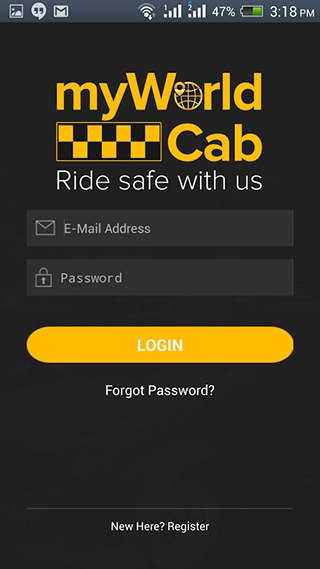 47% 3:18 PM
myWorld
Cab
Ride safe with us
E-Mail Address
Password
LOGIN
Forgot Password?
New Here? Register